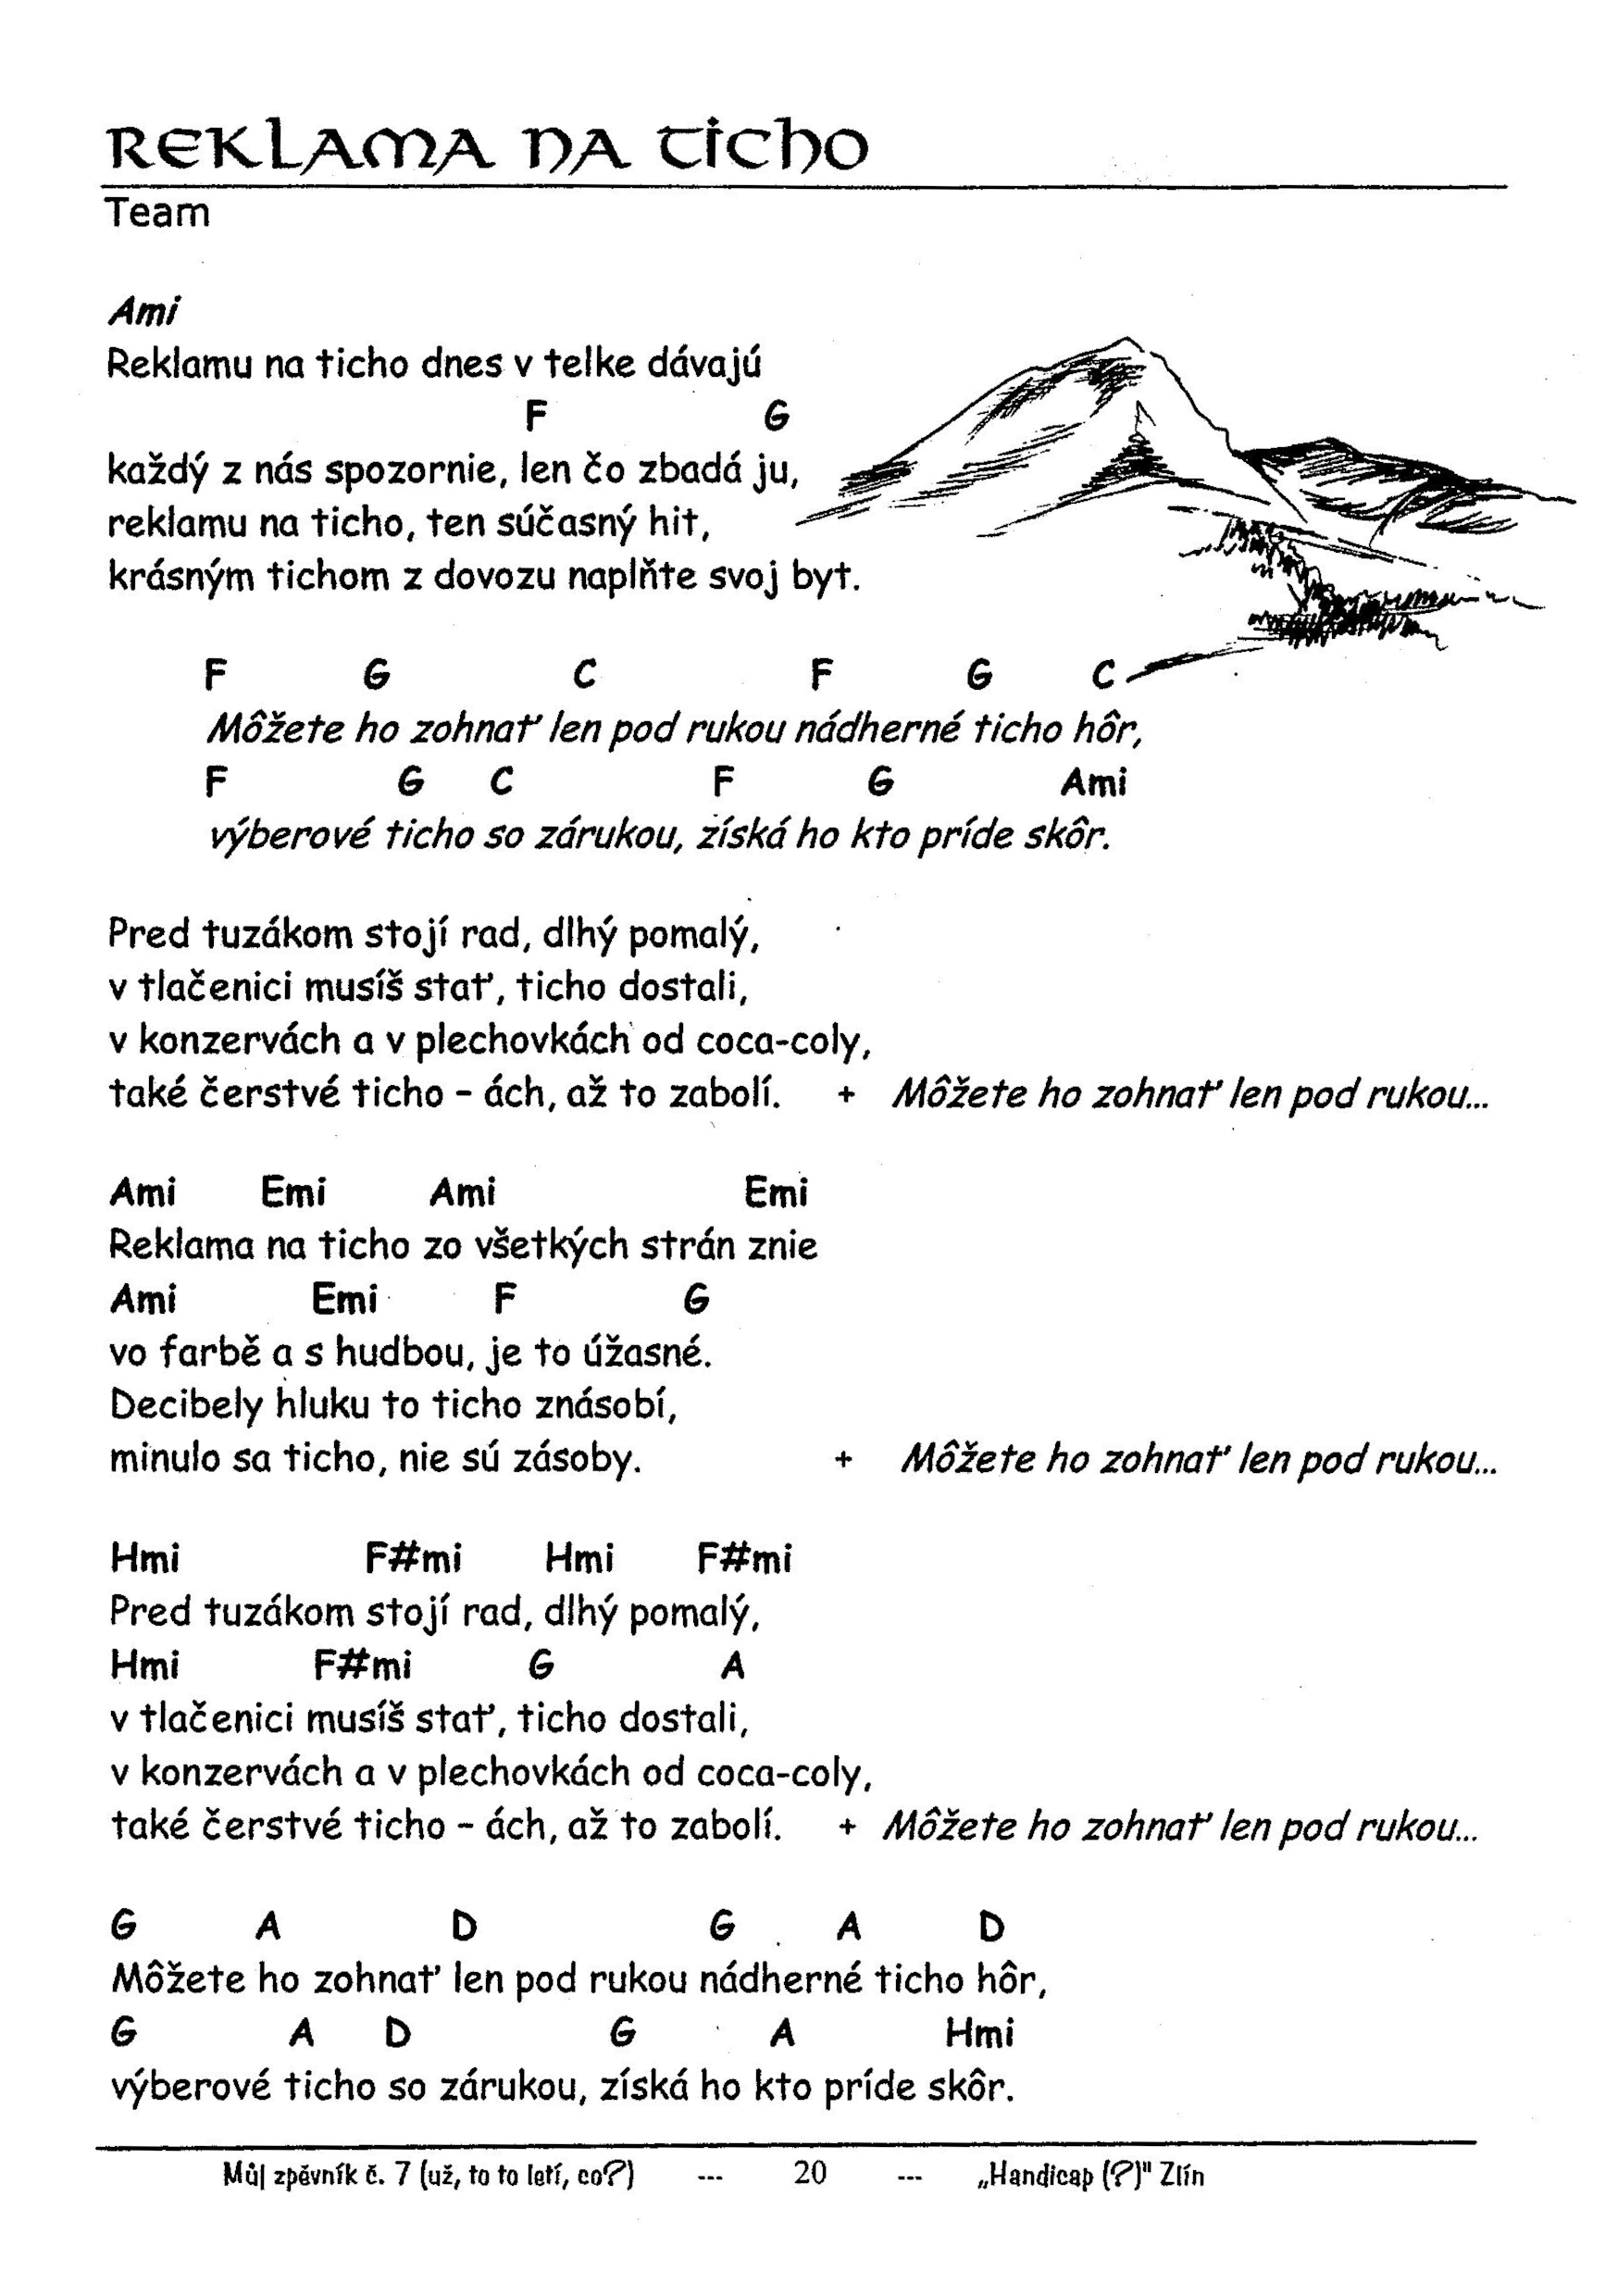 REKLAMA NA TICHO
Team
Ami
Reklamu na ticho dnes v telke dávajú
F G
každý z nás spozornie, len čo zbadá ju,
reklamu na ticho, ten súčasný hit,
krásným tichom z dovozu naplňte svoj byt.
F G C F G C
Môžete ho zohnať len pod rukou nádherné ticho hôr,
F G C F G Ami
výberové ticho so zárukou, získá ho kto príde skôr.
Pred tuzákom stojí rad, dlhý pomalý,
v tlačenici musíš stať, ticho dostali,
v konzervách a v plechovkách od coca-coly,
také čerstvé ticho - ách, až to zabolí. + Môžete ho zohnať len pod rukou...
Ami Emi Ami Emi
Reklama na ticho zo všetkých strán znie
Ami Emi F G
vo farbě a s hudbou, je to úžasné.
Decibely hluku to ticho znásobí,
minulo sa ticho, nie sú zásoby. + Môžete ho zohnať len pod rukou...
Hmi F#mi Hmi F#mi
Pred tuzákom stojí rad, dlhý pomalý,
Hmi F#mi G A
v tlačenici musíš stať, ticho dostali,
v konzervách a v plechovkách od coca-coly,
také čerstvé ticho - ách, až to zabolí. + Môžete ho zohnať len pod rukou...
G A D G A D
Môžete ho zohnať len pod rukou nádherné ticho hôr,
G A D G A Hmi
výberové ticho so zárukou, získá ho kto príde skôr.
Můj zpěvník č. 7 (už, to to letí, co?) --- 20 --- „Handicap (?)" Zlín